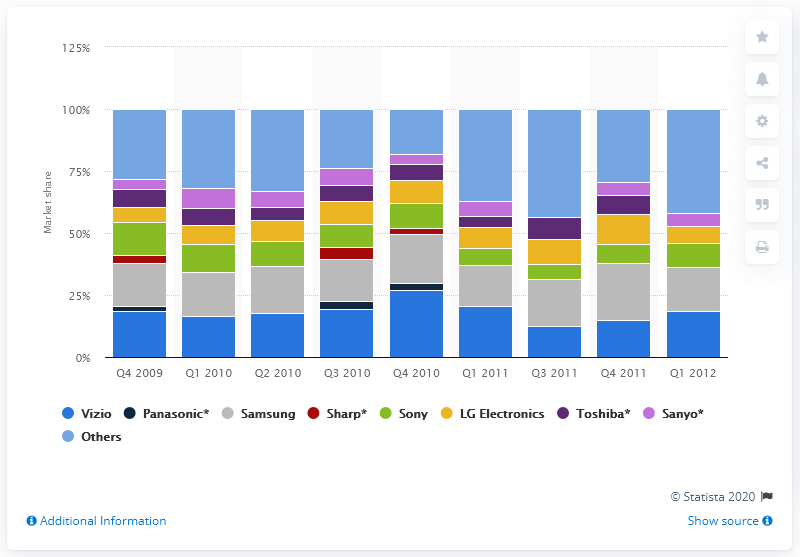 125%
100%
75%
50%
25%
0%
Market share
Q4 2009 Q1 2010 Q2 2010 Q3 2010 Q4 2010 Q1 2011 Q3 2011 Q4 2011 Q1 2012
Vizio Panasonic* Samsung Sharp* Sony LG Electronics Toshiba* Sanyo*
Others
© Statista 2020
Additional Information Show source